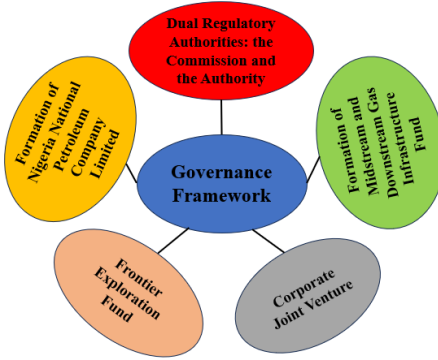 Dual Regulatory
Authorities: the
Commission and
the Authority
Formation of
Nigeria National
Petroleum
Company
Limited
Formation of
Midstream and
Downstream Gas
Infrastructure
Fund
Governance
Framework
Frontier
Exploration
Fund
Corporate
Joint Venture